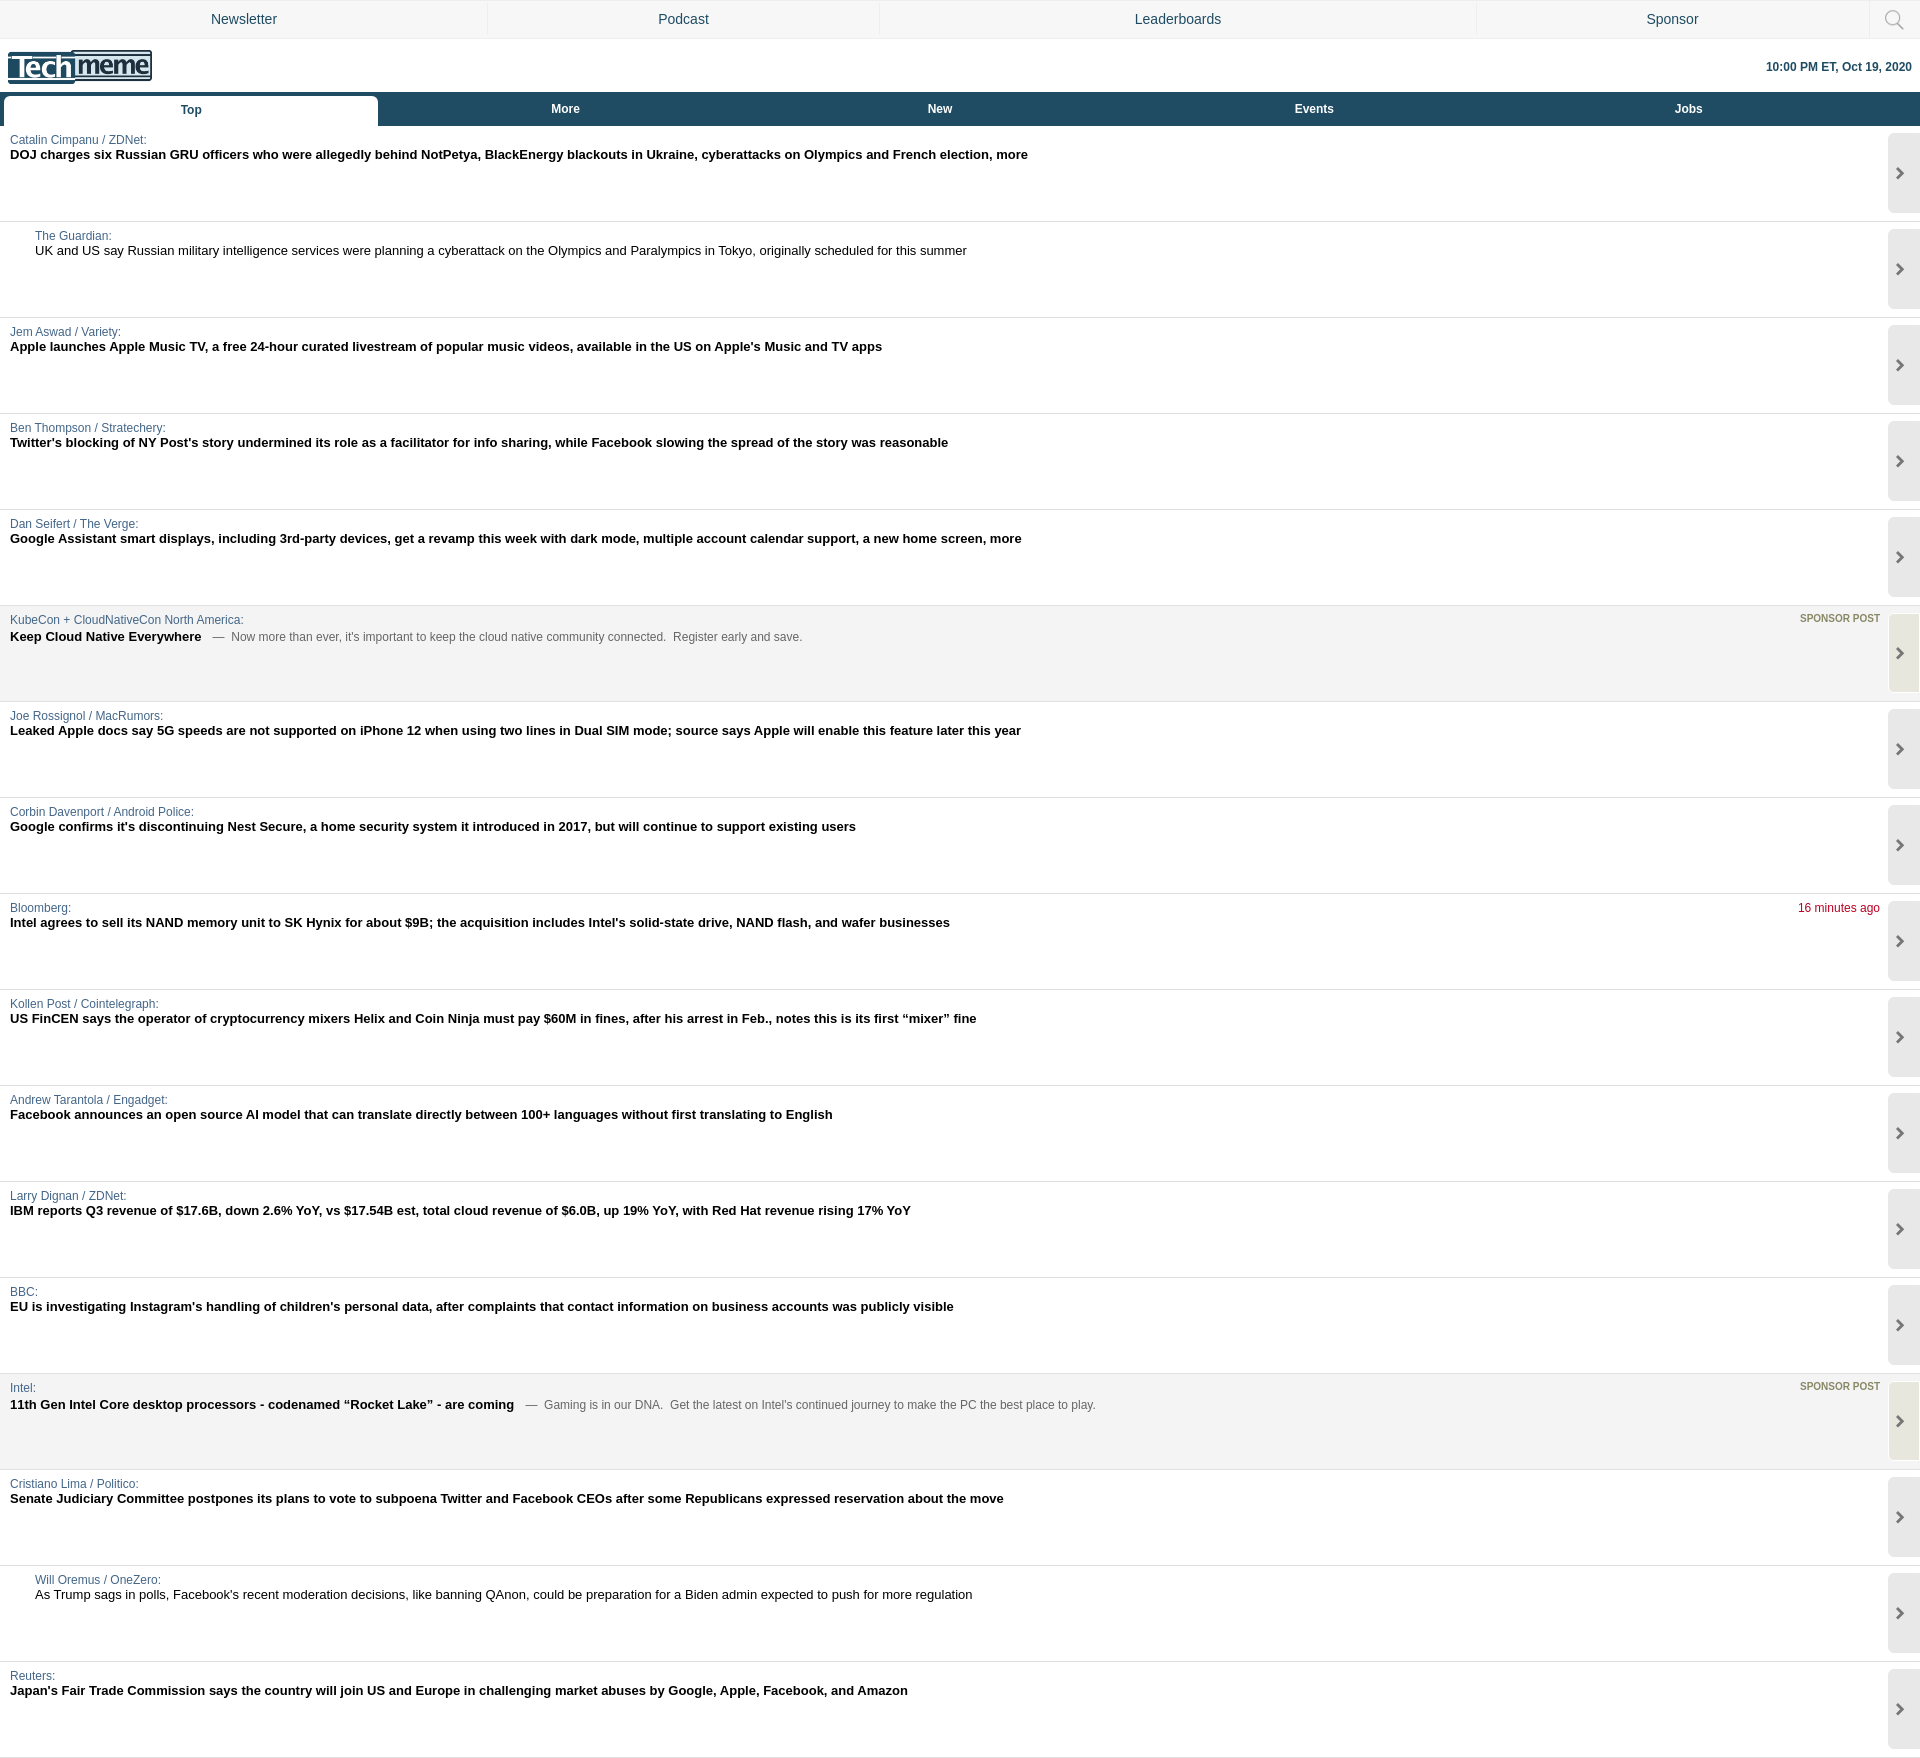 Newsletter
Podcast
Leaderboards
Sponsor
Techmeme
10:00 PM ET, Oct 19, 2020
Top
More
New
Events
Jobs
Catalin Cimpanu / ZDNet:
DOJ charges six Russian GRU officers who were allegedly behind NotPetya, BlackEnergy blackouts in Ukraine, cyberattacks on Olympics and French election, more
The Guardian:
UK and US say Russian military intelligence services were planning a cyberattack on the Olympics and Paralympics in Tokyo, originally scheduled for this summer
Jem Aswad / Variety:
Apple launches Apple Music TV, a free 24-hour curated livestream of popular music videos, available in the US on Apple's Music and TV apps
Ben Thompson / Stratechery:
Twitter's blocking of NY Post's story undermined its role as a facilitator for info sharing, while Facebook slowing the spread of the story was reasonable
Dan Seifert / The Verge:
Google Assistant smart displays, including 3rd-party devices, get a revamp this week with dark mode, multiple account calendar support, a new home screen, more
KubeCon + CloudNativeCon North America:
SPONSOR POST
Keep Cloud Native Everywhere — Now more than ever, it's important to keep the cloud native community connected. Register early and save.
Joe Rossignol / MacRumors:
Leaked Apple docs say 5G speeds are not supported on iPhone 12 when using two lines in Dual SIM mode; source says Apple will enable this feature later this year
Corbin Davenport / Android Police:
Google confirms it's discontinuing Nest Secure, a home security system it introduced in 2017, but will continue to support existing users
Bloomberg:
16 minutes ago
Intel agrees to sell its NAND memory unit to SK Hynix for about $9B; the acquisition includes Intel's solid-state drive, NAND flash, and wafer businesses
Kollen Post / Cointelegraph:
US FinCEN says the operator of cryptocurrency mixers Helix and Coin Ninja must pay $60M in fines, after his arrest in Feb., notes this is its first “mixer” fine
Andrew Tarantola / Engadget:
Facebook announces an open source AI model that can translate directly between 100+ languages without first translating to English
Larry Dignan / ZDNet:
IBM reports Q3 revenue of $17.6B, down 2.6% YoY, vs $17.54B est, total cloud revenue of $6.0B, up 19% YoY, with Red Hat revenue rising 17% YoY
BBC:
EU is investigating Instagram's handling of children's personal data, after complaints that contact information on business accounts was publicly visible
Intel:
SPONSOR POST
11th Gen Intel Core desktop processors - codenamed “Rocket Lake” - are coming — Gaming is in our DNA. Get the latest on Intel's continued journey to make the PC the best place to play.
Cristiano Lima / Politico:
Senate Judiciary Committee postpones its plans to vote to subpoena Twitter and Facebook CEOs after some Republicans expressed reservation about the move
Will Oremus / OneZero:
As Trump sags in polls, Facebook's recent moderation decisions, like banning QAnon, could be preparation for a Biden admin expected to push for more regulation
Reuters:
Japan's Fair Trade Commission says the country will join US and Europe in challenging market abuses by Google, Apple, Facebook, and Amazon